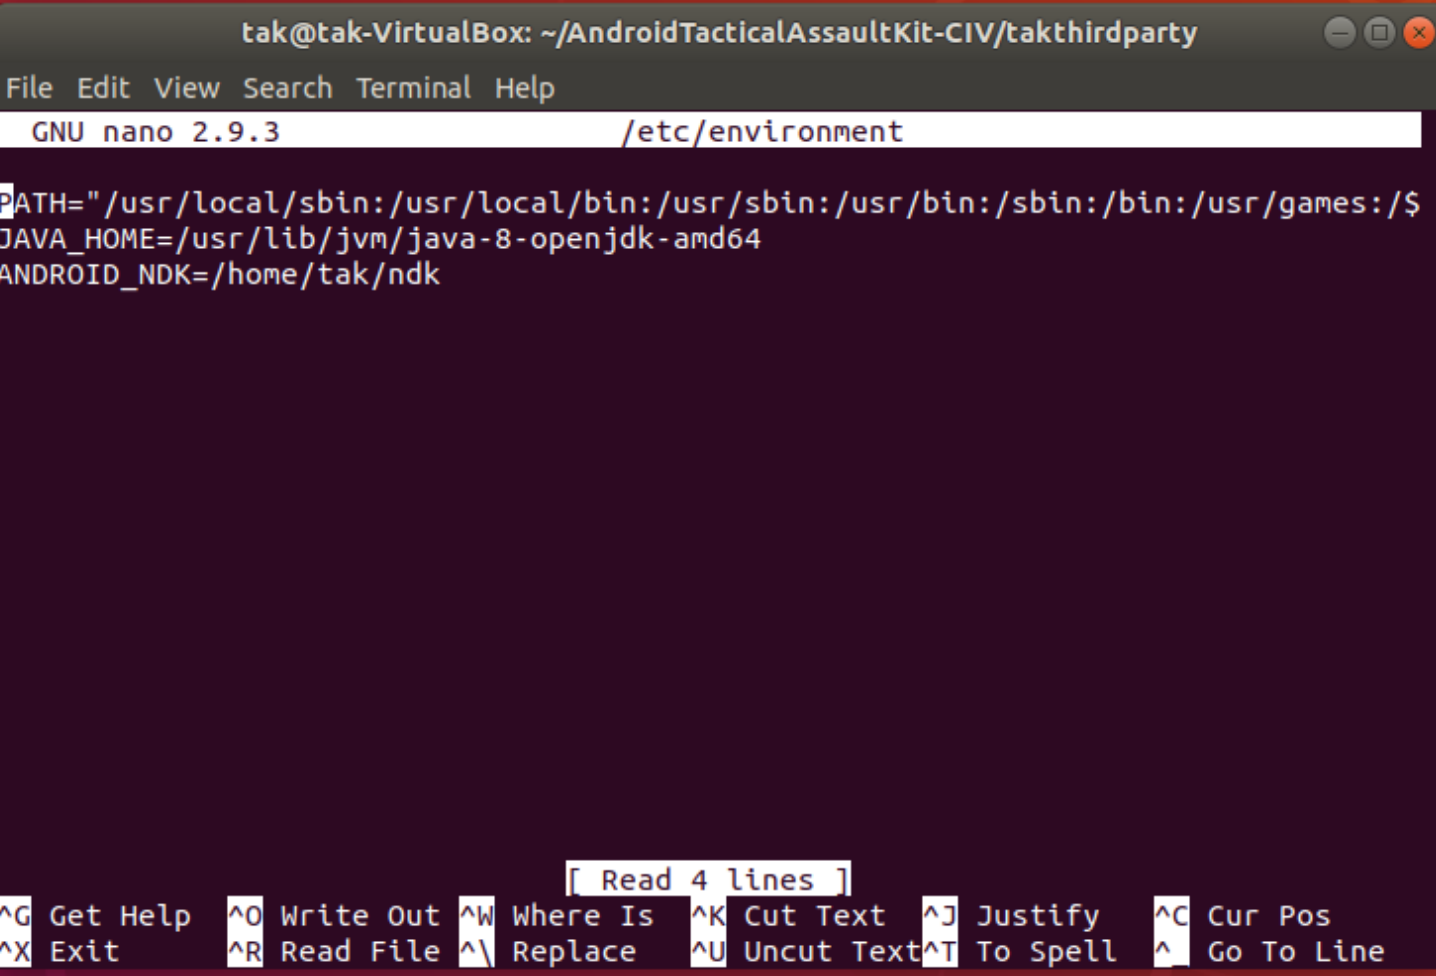 tak@tak-VirtualBox: ~/AndroidTacticalAssaultKit-CIV/takthirdparty
File Edit View Search Terminal Help
GNU nano 2.9.3 /etc/environment
PATH="/usr/local/sbin:/usr/local/bin:/usr/sbin:/usr/bin:/sbin:/bin:/usr/games:/$
JAVA_HOME=/usr/lib/jvm/java-8-openjdk-amd64
ANDROID_NDK=/home/tak/ndk
[ Read 4 lines ]
^G Get Help ^O Write Out ^W Where Is ^K Cut Text ^J Justify ^C Cur Pos
^X Exit ^R Read File ^\ Replace ^U Uncut Text ^T To Spell ^_ Go To Line